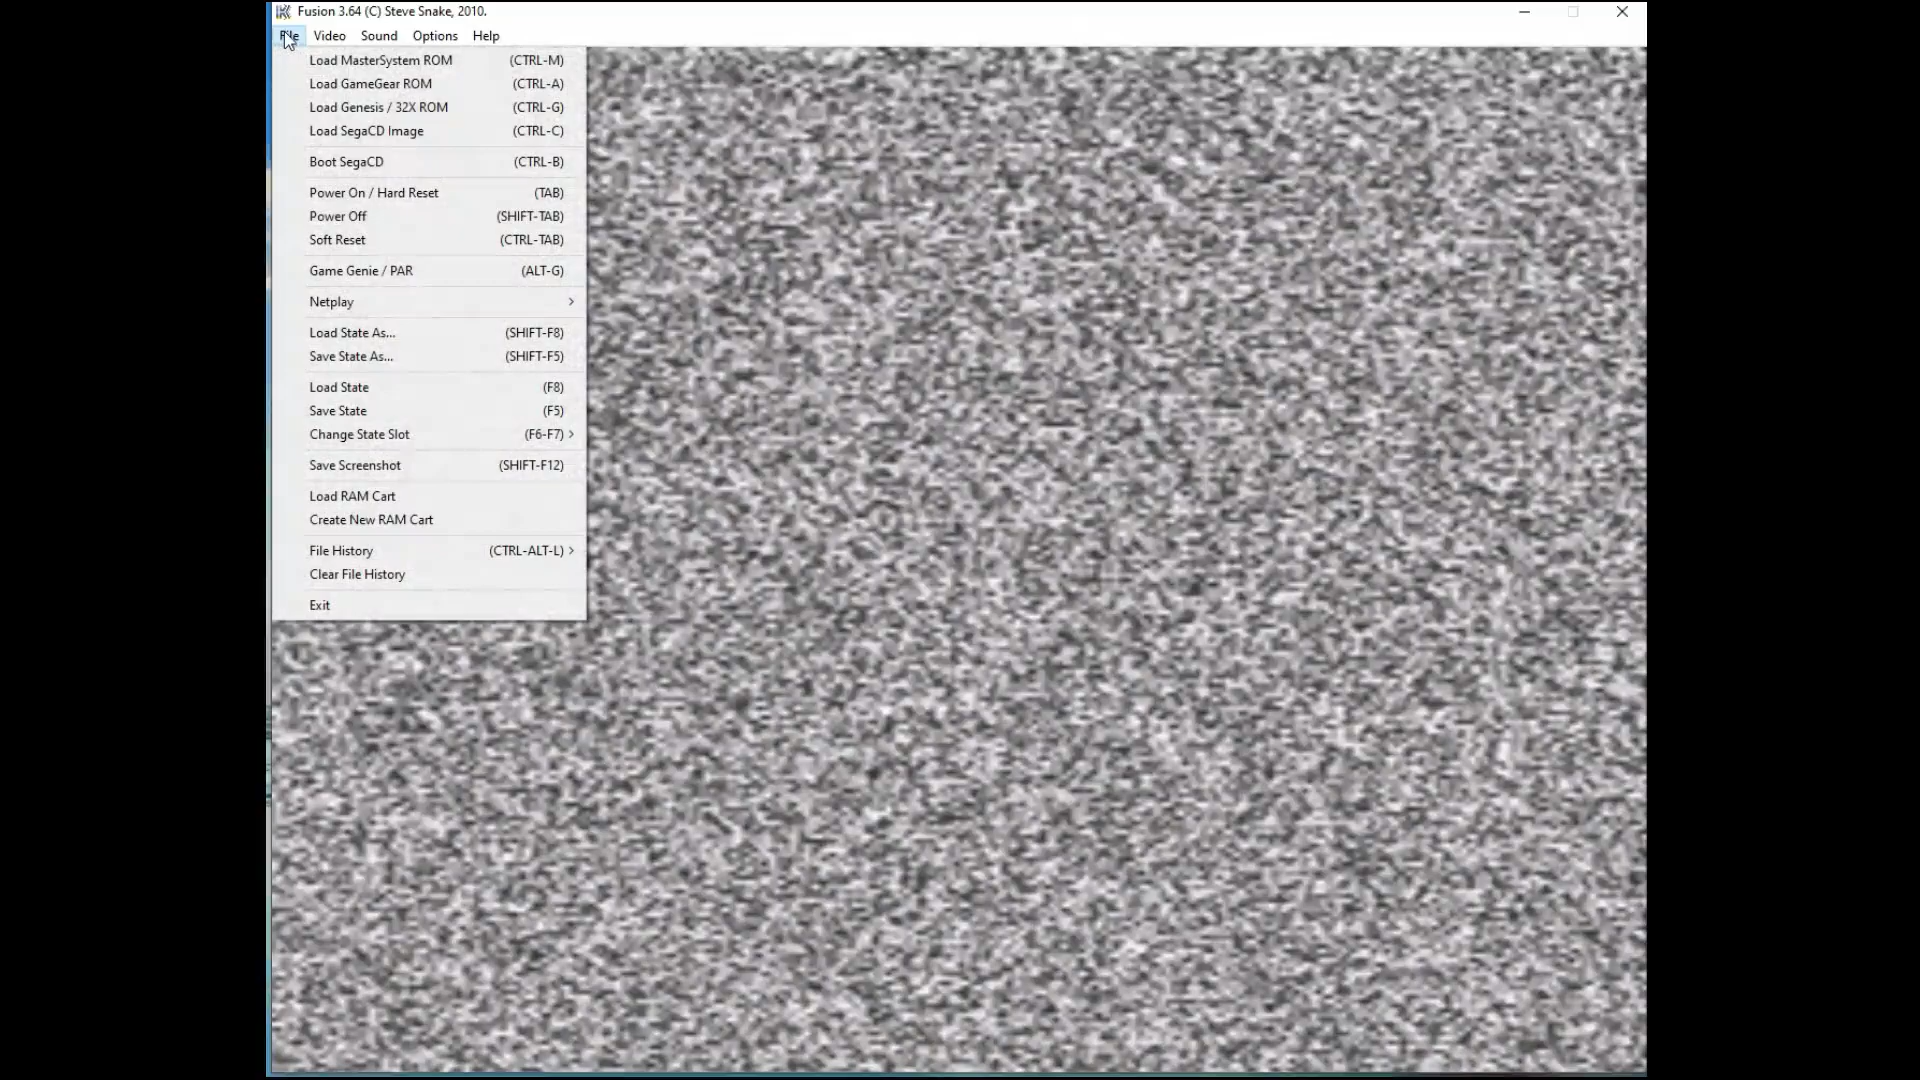 Fusion 3.64 (C) Steve Snake, 2010.
File Video Sound Options Help
Load MasterSystem ROM (CTRL-M)
Load GameGear ROM (CTRL-A)
Load Genesis / 32X ROM (CTRL-G)
Load SegaCD Image (CTRL-C)
Boot SegaCD (CTRL-B)
Power On / Hard Reset (TAB)
Power Off (SHIFT-TAB)
Soft Reset (CTRL-TAB)
Game Genie / PAR (ALT-G)
Netplay
Load State As... (SHIFT-F8)
Save State As... (SHIFT-F5)
Load State (F8)
Save State (F5)
Change State Slot (F6-F7)
Save Screenshot (SHIFT-F12)
Load RAM Cart
Create New RAM Cart
File History (CTRL-ALT-L)
Clear File History
Exit